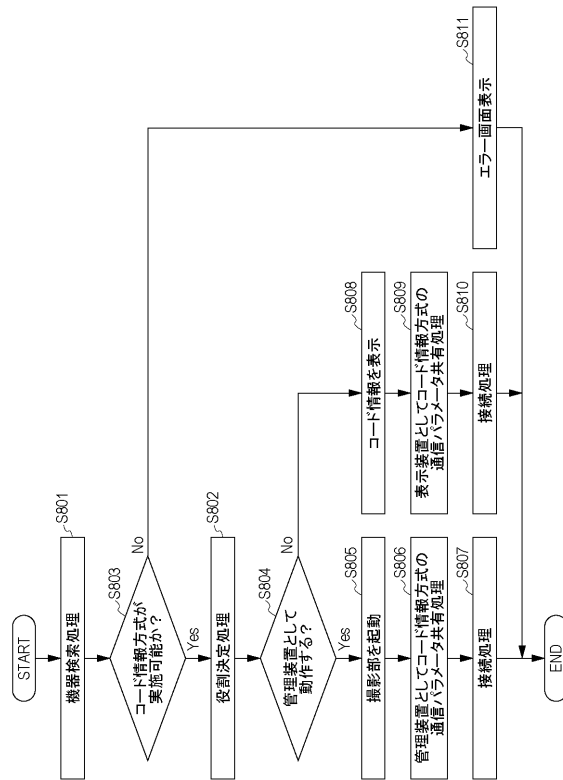 START
S801
機器検索処理
S803
コード情報方式が
実施可能か?
No
Yes
S802
役割決定処理
S804
管理装置として
動作する?
No
Yes
S805
撮影部を起動
S806
管理装置としてコード情報方式の
通信パラメータ共有処理
S807
接続処理
S808
コード情報を表示
S809
表示装置としてコード情報方式の
通信パラメータ共有処理
S810
接続処理
S811
エラー画面表示
END